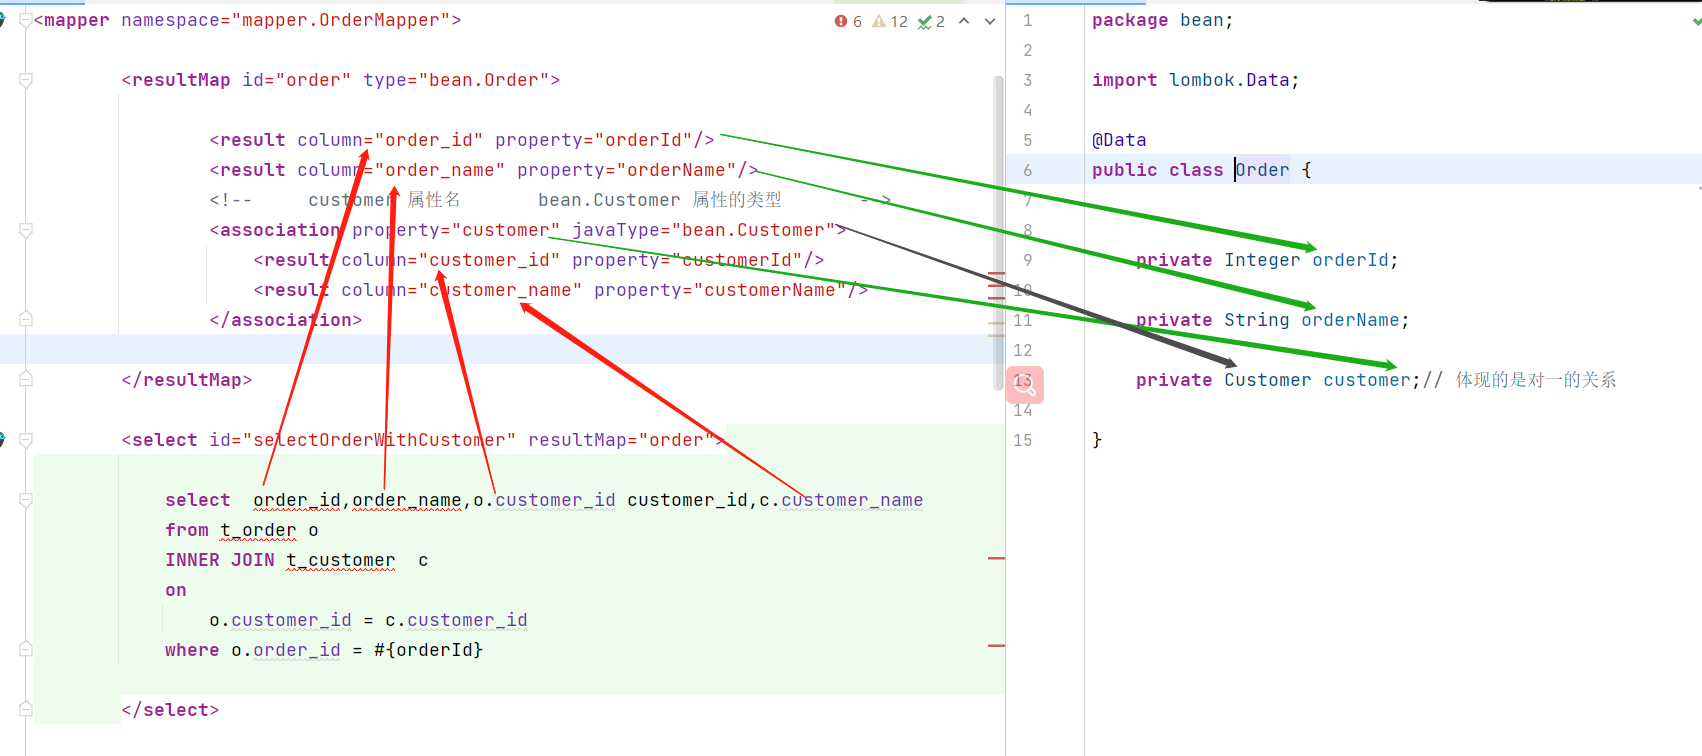 <mapper namespace="mapper.OrderMapper">
6 12 2
<resultMap id="order" type="bean.Order">
<result column="order_id" property="orderId"/>
<result column="order_name" property="orderName"/>
<!-- customer 属性名 bean.Customer 属性的类型 -->
<association property="customer" javaType="bean.Customer">
<result column="customer_id" property="customerId"/>
<result column="customer_name" property="customerName"/>
</association>
</resultMap>
<select id="selectOrderWithCustomer" resultMap="order">
select order_id,order_name,o.customer_id customer_id,c.customer_name
from t_order o
INNER JOIN t_customer c
on
o.customer_id = c.customer_id
where o.order_id = #{orderId}
</select>
1 package bean;
2
3 import lombok.Data;
4
5 @Data
6 public class Order {
7
8
9 private Integer orderId;
10
11 private String orderName;
12
13 private Customer customer;// 体现的是对一的关系
14
15 }